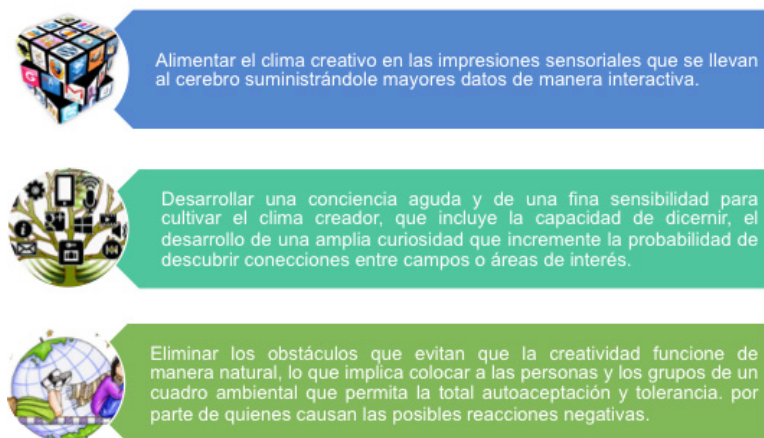 Alimentar el clima creativo en las impresiones sensoriales que se llevan
al cerebro suministrándole mayores datos de manera interactiva.
Desarrollar una conciencia aguda y de una fina sensibilidad para
cultivar el clima creador, que incluye la capacidad de dicernir, el
desarrollo de una amplia curiosidad que incremente la probabilidad de
descubrir conecciones entre campos o áreas de interés.
Eliminar los obstáculos que evitan que la creatividad funcione de
manera natural, lo que implica colocar a las personas y los grupos de un
cuadro ambiental que permita la total autoaceptación y tolerancia. por
parte de quienes causan las posibles reacciones negativas.